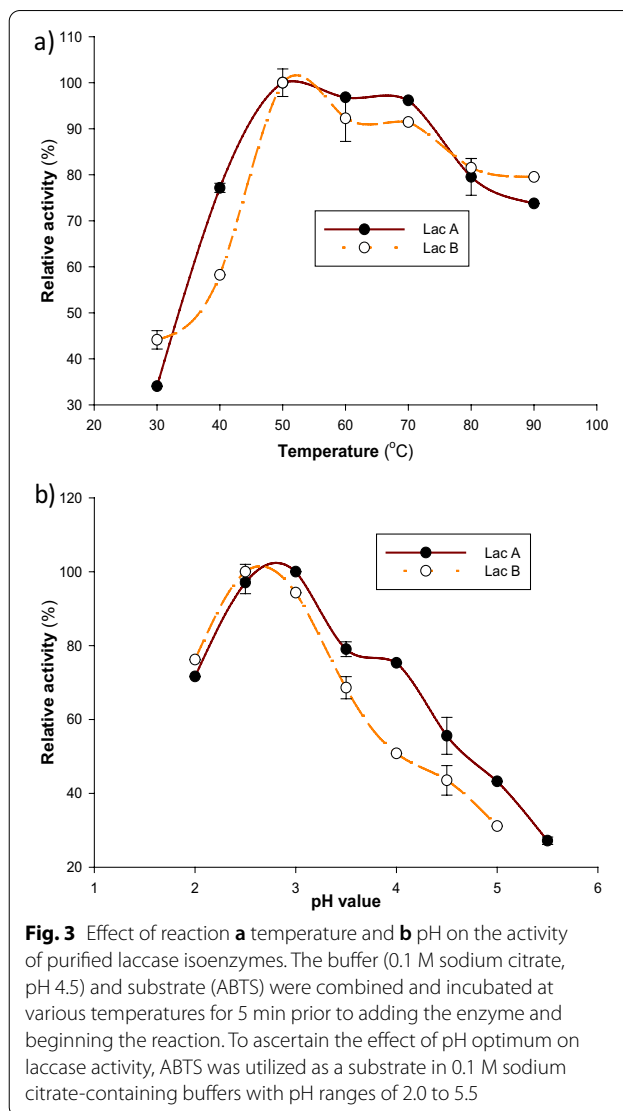 a)
110
100
90
80
70
60
50
40
30
Relative activity (%)
Lac A
Lac B
20 30 40 50 60 70 80 90 100
Temperature (°C)
b)
120
100
80
60
40
20
Relative activity (%)
Lac A
Lac B
1 2 3 4 5 6
pH value
Fig. 3 Effect of reaction a temperature and b pH on the activity
of purified laccase isoenzymes. The buffer (0.1 M sodium citrate,
pH 4.5) and substrate (ABTS) were combined and incubated at
various temperatures for 5 min prior to adding the enzyme and
beginning the reaction. To ascertain the effect of pH optimum on
laccase activity, ABTS was utilized as a substrate in 0.1 M sodium
citrate-containing buffers with pH ranges of 2.0 to 5.5